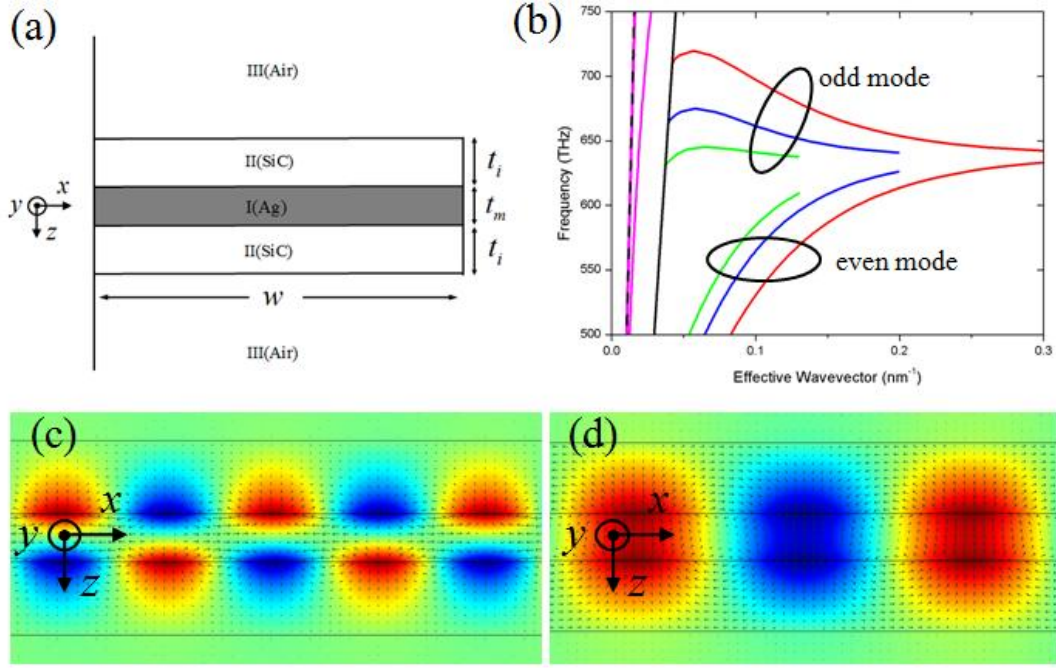 (a)
III(Air)
II(SiC)
t_i
I(Ag)
t_m
II(SiC)
t_i
y x
z
w
III(Air)
(b)
Frequency (THz)
750
700
650
600
550
500
odd mode
even mode
0.0 0.1 0.2 0.3
Effective Wavevector (nm⁻¹)
(c)
x
y
z
(d)
x
y
z